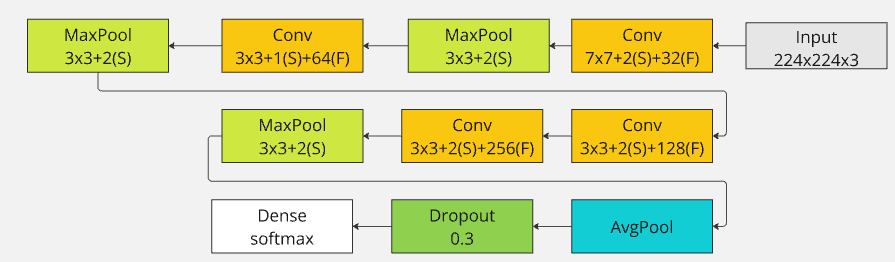 Input
224x224x3
Conv
7x7+2(S)+32(F)
MaxPool
3x3+2(S)
Conv
3x3+1(S)+64(F)
MaxPool
3x3+2(S)
Conv
3x3+2(S)+128(F)
Conv
3x3+2(S)+256(F)
MaxPool
3x3+2(S)
AvgPool
Dropout
0.3
Dense
softmax